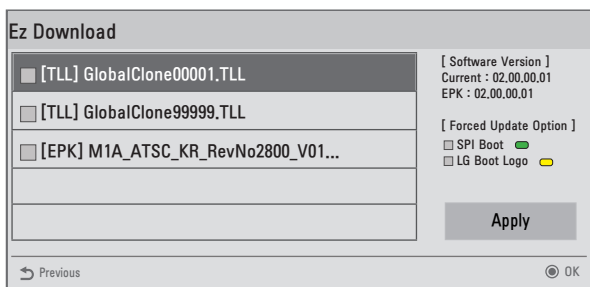 Ez Download
[TLL] GlobalClone00001.TLL
[TLL] GlobalClone99999.TLL
[EPK] M1A_ATSC_KR_RevNo2800_V01...
[ Software Version ]
Current : 02.00.00.01
EPK : 02.00.00.01
[ Forced Update Option ]
SPI Boot
LG Boot Logo
Apply
Previous
OK